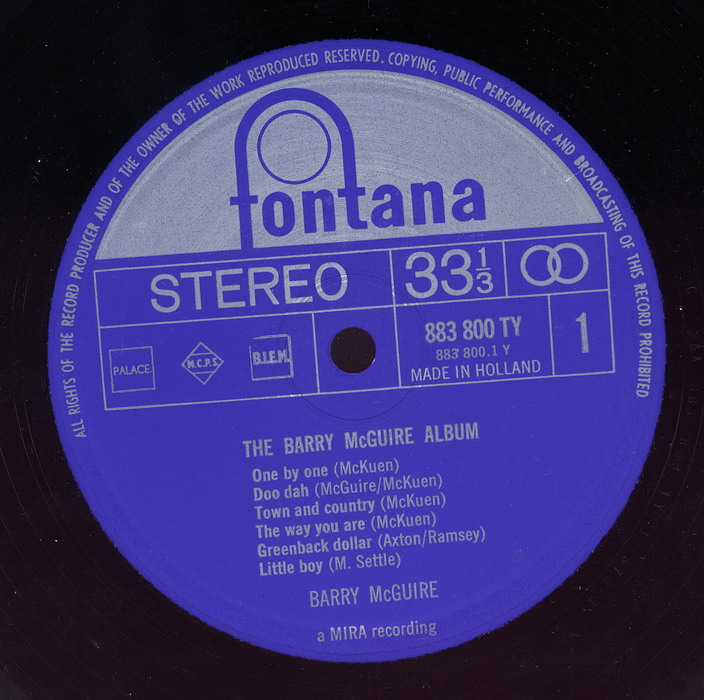 ALL RIGHTS OF THE RECORD PRODUCER AND OF THE OWNER OF THE WORK REPRODUCED RESERVED. COPYING, PUBLIC PERFORMANCE AND BROADCASTING OF THIS RECORD PROHIBITED
fontana
STEREO 33 1/3
PALACE M.C.P.S. B.I.E.M. 883 800 TY 1
883 800.1 Y
MADE IN HOLLAND
THE BARRY McGUIRE ALBUM
One by one (McKuen)
Doo dah (McGuire/McKuen)
Town and country (McKuen)
The way you are (McKuen)
Greenback dollar (Axton/Ramsey)
Little boy (M. Settle)
BARRY McGUIRE
a MIRA recording